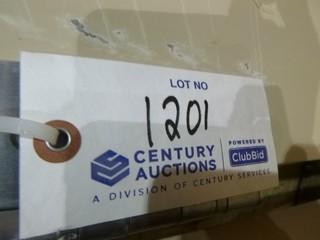 LOT NO
1201
CENTURY AUCTIONS
POWERED BY ClubBid
A DIVISION OF CENTURY SERVICES